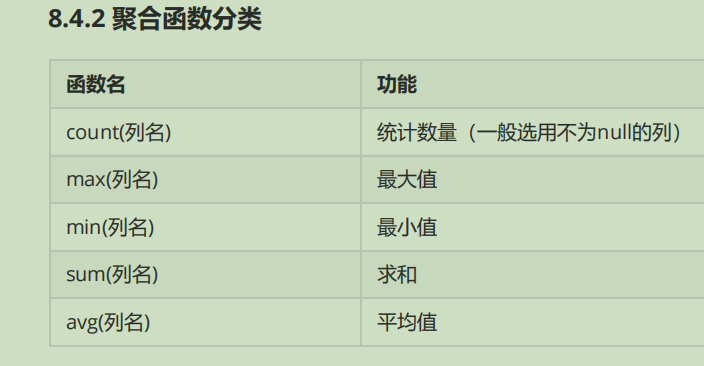 8.4.2 聚合函数分类
函数名 功能
count(列名) 统计数量（一般选用不为null的列）
max(列名) 最大值
min(列名) 最小值
sum(列名) 求和
avg(列名) 平均值